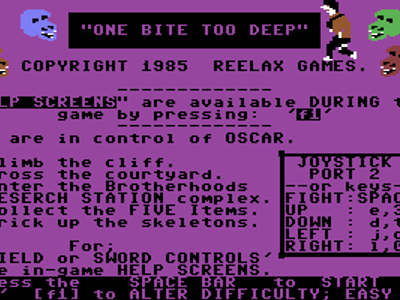 "ONE BITE TOO DEEP"
COPYRIGHT 1985 REELAX GAMES.
LP SCREENS" are available DURING t
game by pressing: 'f1'
are in control of OSCAR.
limb the cliff.
ross the courtyard.
nter the Brotherhoods
ESERCH STATION complex.
ollect the FIVE Items.
rick up the skeletons.
For;
IELD or SWORD CONTROLS'
e in-game HELP SCREENS.
JOYSTICK
PORT 2
--or keys-
FIGHT:SPAC
UP : e,3
DOWN : d,
LEFT : j,
RIGHT: l,
ess the SPACE BAR to START
' [f1] to ALTER DIFFICULTY; EASY